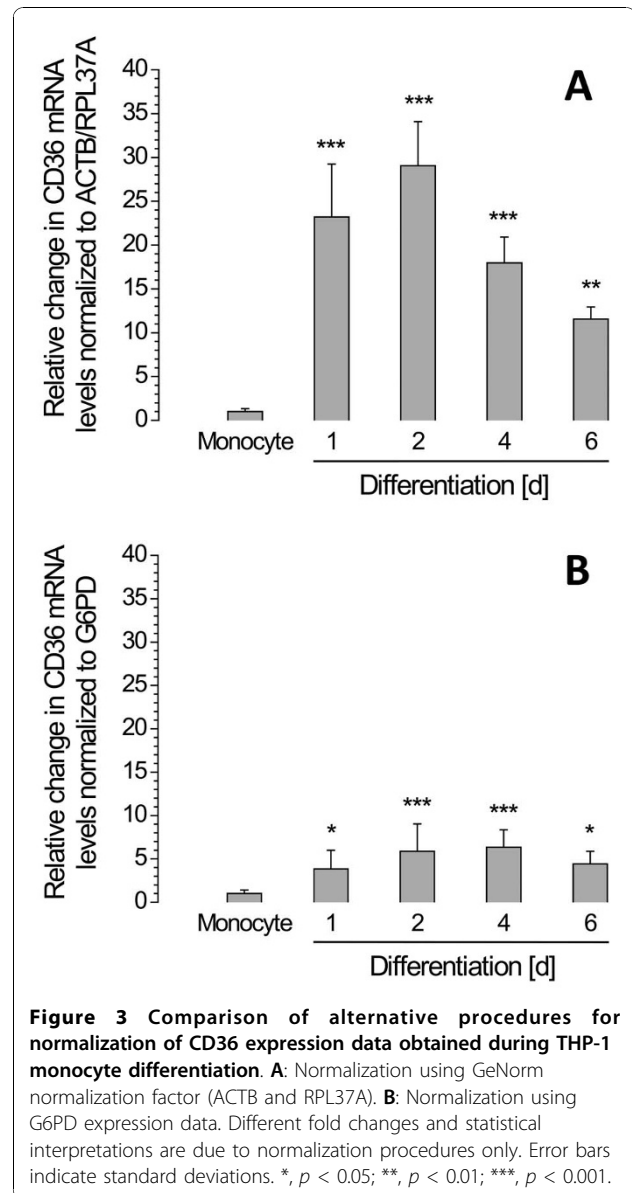 A
Relative change in CD36 mRNA
levels normalized to ACTB/RPL37A
40
35
30
25
20
15
10
5
0
***
***
***
**
Monocyte 1 2 4 6
Differentiation [d]
B
Relative change in CD36 mRNA
levels normalized to G6PD
40
35
30
25
20
15
10
5
0
*
***
***
*
Monocyte 1 2 4 6
Differentiation [d]
Figure 3 Comparison of alternative procedures for
normalization of CD36 expression data obtained during THP-1
monocyte differentiation. A: Normalization using GeNorm
normalization factor (ACTB and RPL37A). B: Normalization using
G6PD expression data. Different fold changes and statistical
interpretations are due to normalization procedures only. Error bars
indicate standard deviations. *, p < 0.05; **, p < 0.01; ***, p < 0.001.